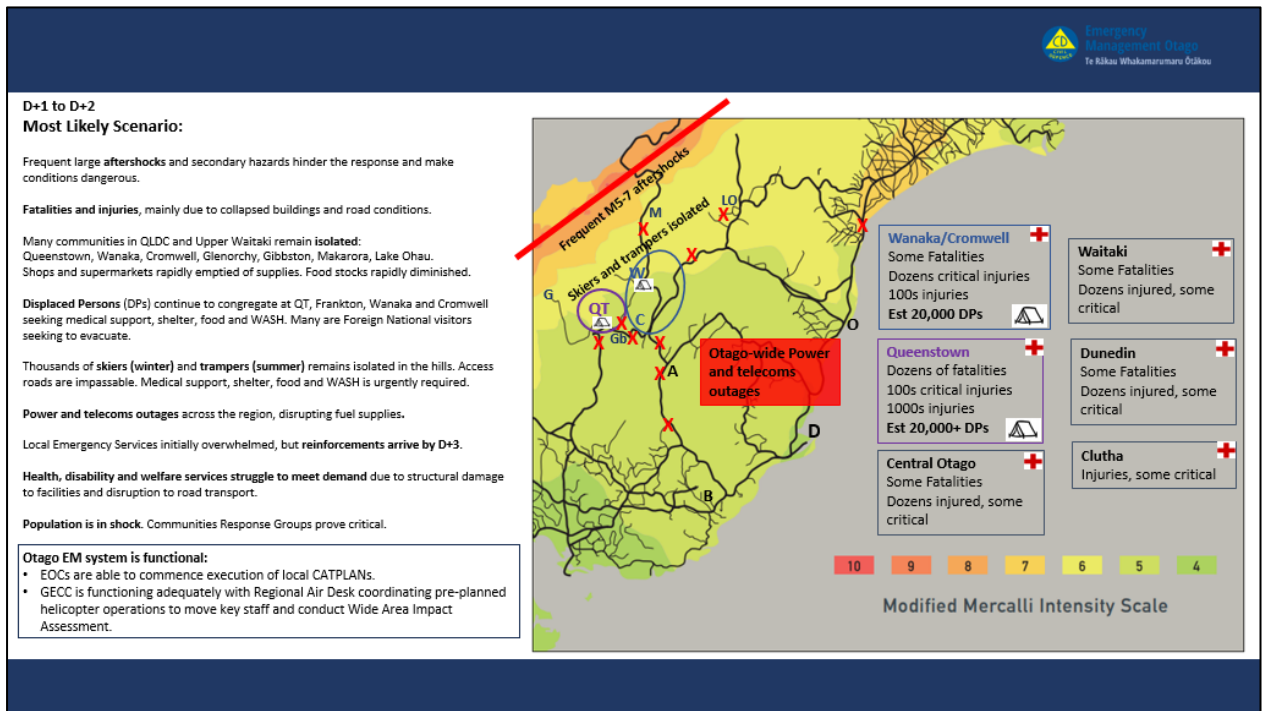 Emergency
Management Otago
Te Rākau Whakamarumaru Ōtākou
CD
CIVIL
DEFENCE
D+1 to D+2
Most Likely Scenario:
Frequent large aftershocks and secondary hazards hinder the response and make
conditions dangerous.
Fatalities and injuries, mainly due to collapsed buildings and road conditions.
Many communities in QLDC and Upper Waitaki remain isolated:
Queenstown, Wanaka, Cromwell, Glenorchy, Gibbston, Makarora, Lake Ohau.
Shops and supermarkets rapidly emptied of supplies. Food stocks rapidly diminished.
Displaced Persons (DPs) continue to congregate at QT, Frankton, Wanaka and Cromwell
seeking medical support, shelter, food and WASH. Many are Foreign National visitors
seeking to evacuate.
Thousands of skiers (winter) and trampers (summer) remains isolated in the hills. Access
roads are impassable. Medical support, shelter, food and WASH is urgently required.
Power and telecoms outages across the region, disrupting fuel supplies.
Local Emergency Services initially overwhelmed, but reinforcements arrive by D+3.
Health, disability and welfare services struggle to meet demand due to structural damage
to facilities and disruption to road transport.
Population is in shock. Communities Response Groups prove critical.
Otago EM system is functional:
• EOCs are able to commence execution of local CATPLANs.
• GECC is functioning adequately with Regional Air Desk coordinating pre-planned
helicopter operations to move key staff and conduct Wide Area Impact
Assessment.
Frequent M5-7 aftershocks
Skiers and trampers isolated
M
LO
X
X
X
X
W
G
QT
C
X
X
Gb
X
X
O
X
A
X
D
B
Otago-wide Power
and telecoms
outages
Wanaka/Cromwell
Some Fatalities
Dozens critical injuries
100s injuries
Est 20,000 DPs
Waitaki
Some Fatalities
Dozens injured, some
critical
Queenstown
Dozens of fatalities
100s critical injuries
1000s injuries
Est 20,000+ DPs
Dunedin
Some Fatalities
Dozens injured, some
critical
Central Otago
Some Fatalities
Dozens injured, some
critical
Clutha
Injuries, some critical
10 9 8 7 6 5 4
Modified Mercalli Intensity Scale